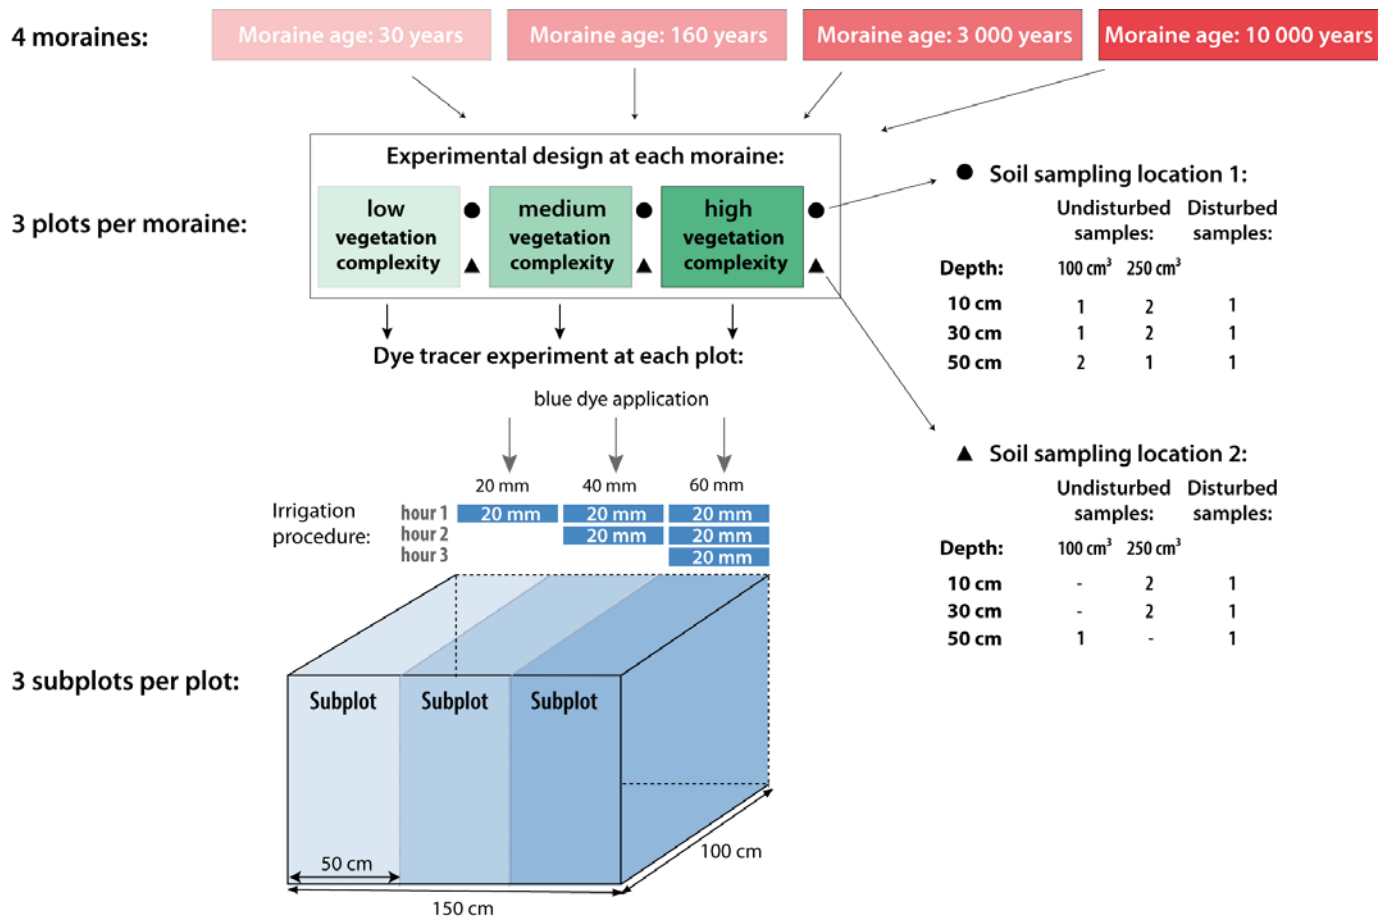 4 moraines:
Moraine age: 30 years
Moraine age: 160 years
Moraine age: 3 000 years
Moraine age: 10 000 years
3 plots per moraine:
Experimental design at each moraine:
low
vegetation
complexity
medium
vegetation
complexity
high
vegetation
complexity
Dye tracer experiment at each plot:
blue dye application
20 mm 40 mm 60 mm
Irrigation
procedure:
hour 1 20 mm 20 mm 20 mm
hour 2 20 mm 20 mm
hour 3 20 mm
3 subplots per plot:
Subplot Subplot Subplot
50 cm
150 cm
100 cm
Soil sampling location 1:
Undisturbed
samples:
Disturbed
samples:
Depth: 100 cm³ 250 cm³
10 cm 1 2 1
30 cm 1 2 1
50 cm 2 1 1
Soil sampling location 2:
Undisturbed
samples:
Disturbed
samples:
Depth: 100 cm³ 250 cm³
10 cm - 2 1
30 cm - 2 1
50 cm 1 - 1